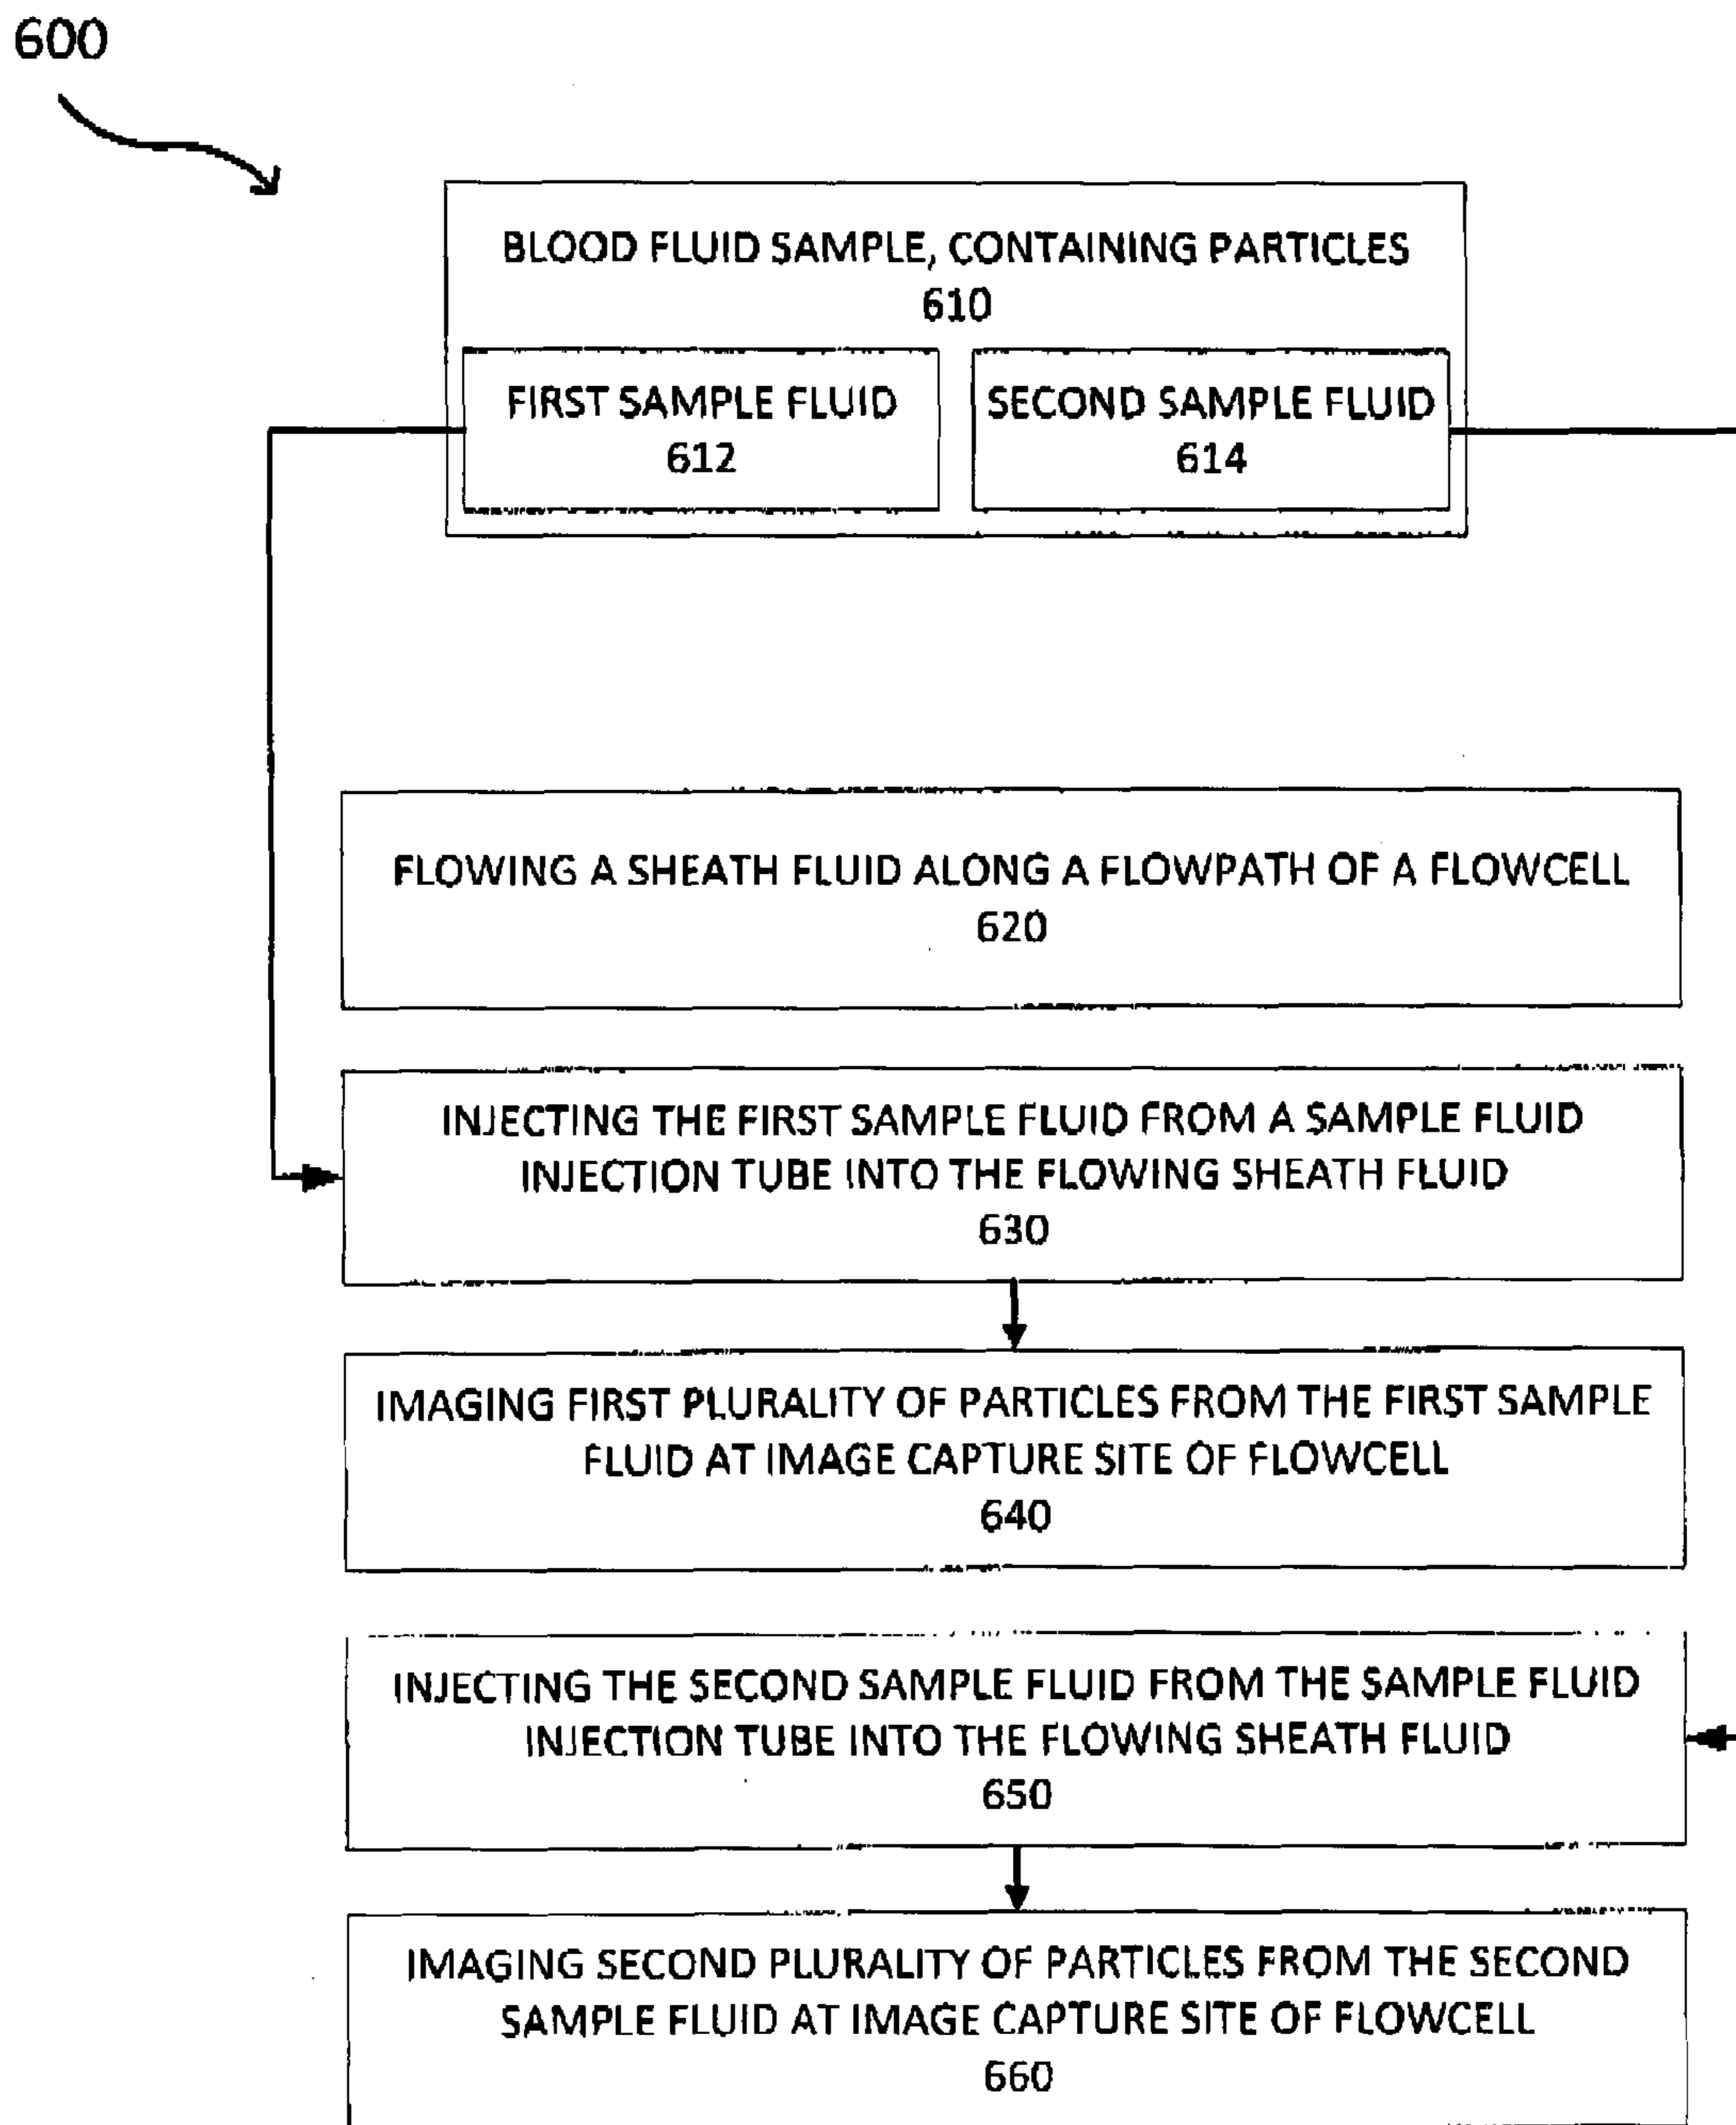 600
BLOOD FLUID SAMPLE, CONTAINING PARTICLES
610
FIRST SAMPLE FLUID
612
SECOND SAMPLE FLUID
614
FLOWING A SHEATH FLUID ALONG A FLOWPATH OF A FLOWCELL
620
INJECTING THE FIRST SAMPLE FLUID FROM A SAMPLE FLUID
INJECTION TUBE INTO THE FLOWING SHEATH FLUID
630
IMAGING FIRST PLURALITY OF PARTICLES FROM THE FIRST SAMPLE
FLUID AT IMAGE CAPTURE SITE OF FLOWCELL
640
INJECTING THE SECOND SAMPLE FLUID FROM THE SAMPLE FLUID
INJECTION TUBE INTO THE FLOWING SHEATH FLUID
650
IMAGING SECOND PLURALITY OF PARTICLES FROM THE SECOND
SAMPLE FLUID AT IMAGE CAPTURE SITE OF FLOWCELL
660